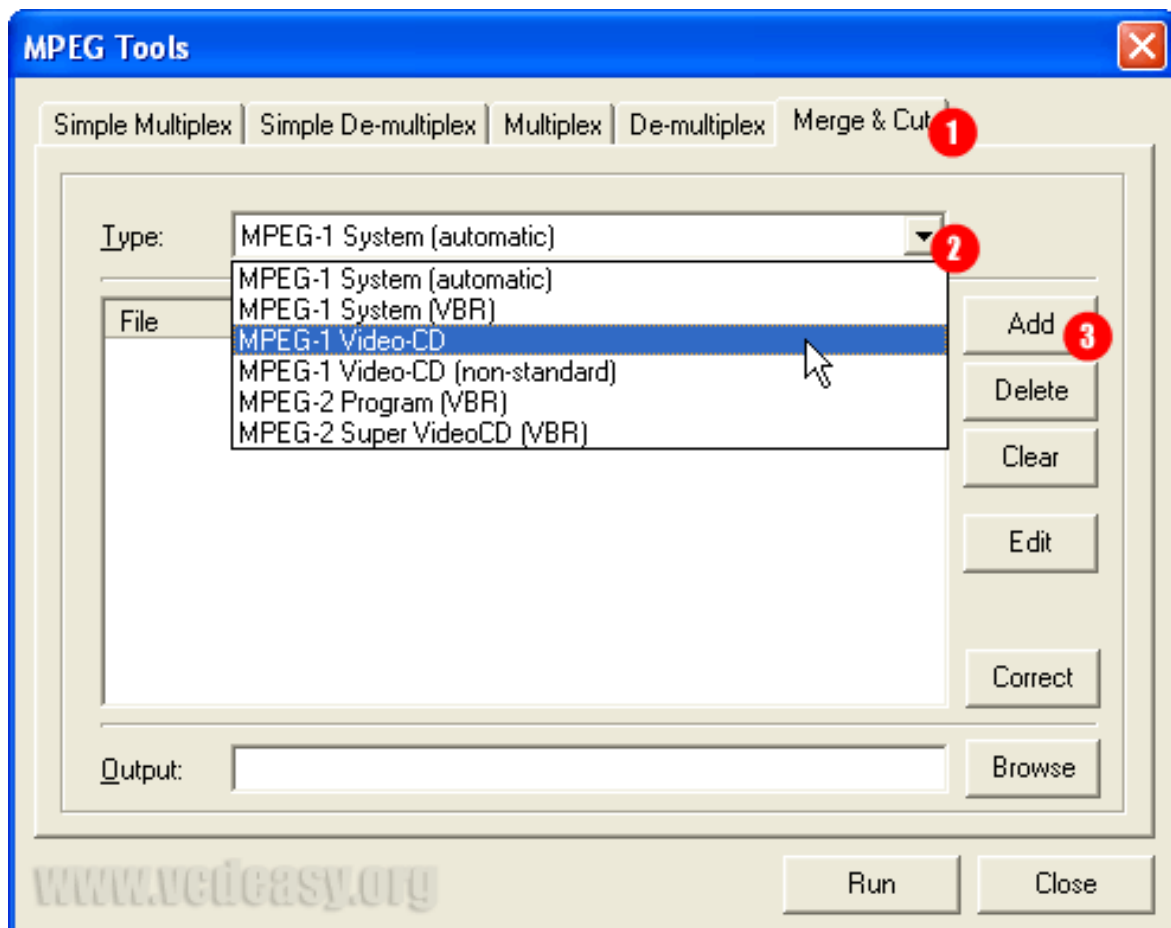 MPEG Tools
Simple Multiplex Simple De-multiplex Multiplex De-multiplex Merge & Cut 1
Type: MPEG-1 System (automatic) 2
MPEG-1 System (automatic)
MPEG-1 System (VBR)
MPEG-1 Video-CD
MPEG-1 Video-CD (non-standard)
MPEG-2 Program (VBR)
MPEG-2 Super VideoCD (VBR)
File
Add 3
Delete
Clear
Edit
Correct
Output: Browse
www.vcdeasy.org
Run Close